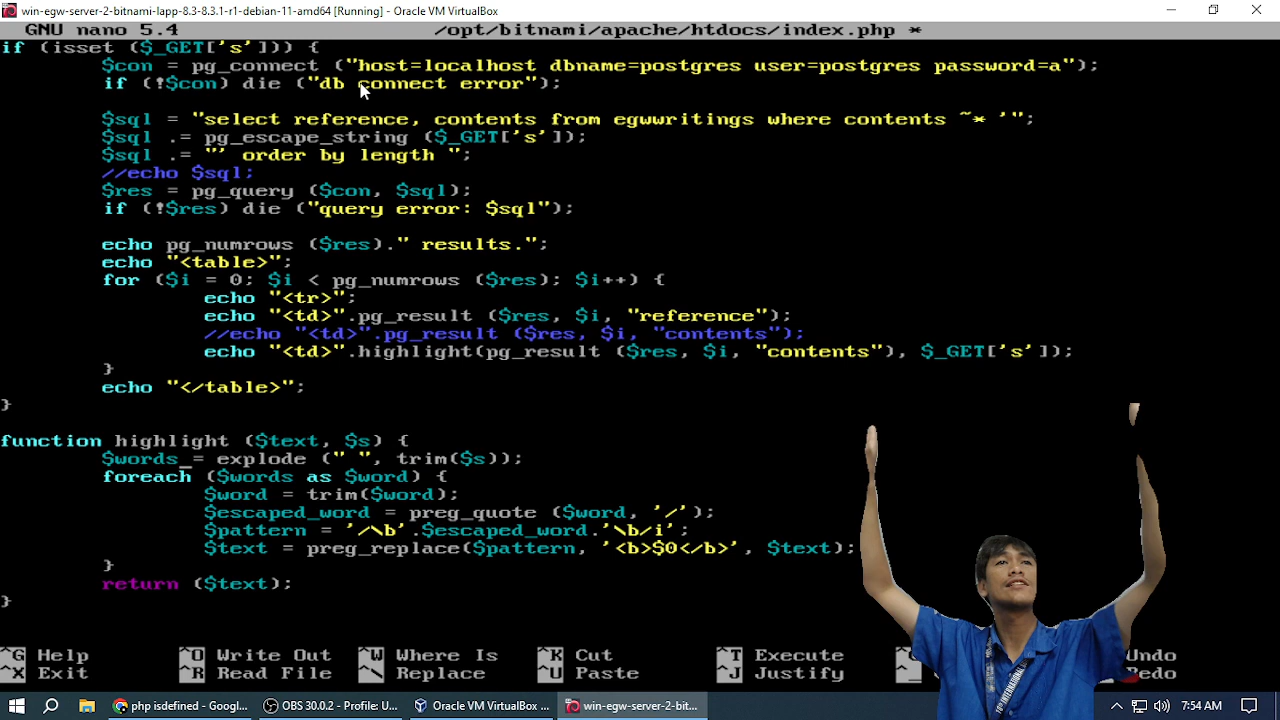 win-egw-server-2-bitnami-lapp-8.3-8.3.1-r1-debian-11-amd64 [Running] - Oracle VM VirtualBox
GNU nano 5.4 /opt/bitnami/apache/htdocs/index.php *
if (isset ($_GET['s'])) {
$con = pg_connect ("host=localhost dbname=postgres user=postgres password=a");
if (!$con) die ("db connect error");
$sql = "select reference, contents from egwwritings where contents ~* '";
$sql .= pg_escape_string ($_GET['s']);
$sql .= "' order by length ";
//echo $sql;
$res = pg_query ($con, $sql);
if (!$res) die ("query error: $sql");
echo pg_numrows ($res)." results.";
echo "<table>";
for ($i = 0; $i < pg_numrows ($res); $i++) {
echo "<tr>";
echo "<td>".pg_result ($res, $i, "reference");
//echo "<td>".pg_result ($res, $i, "contents");
echo "<td>".highlight(pg_result ($res, $i, "contents"), $_GET['s']);
}
echo "</table>";
}
function highlight ($text, $s) {
$words = explode (" ", trim($s));
foreach ($words as $word) {
$word = trim($word);
$escaped_word = preg_quote ($word, '/');
$pattern = '/\b'.$escaped_word.'\b/i';
$text = preg_replace($pattern, '<b>$0</b>', $text);
}
return ($text);
}
^G Help ^O Write Out ^W Where Is ^K Cut ^T Execute Undo
^X Exit ^R Read File ^\ Replace ^U Paste ^J Justify ^_ Redo
php isdefined - Googl... OBS 30.0.2 - Profile: U... Oracle VM VirtualBox ... win-egw-server-2-bit... 7:54 AM